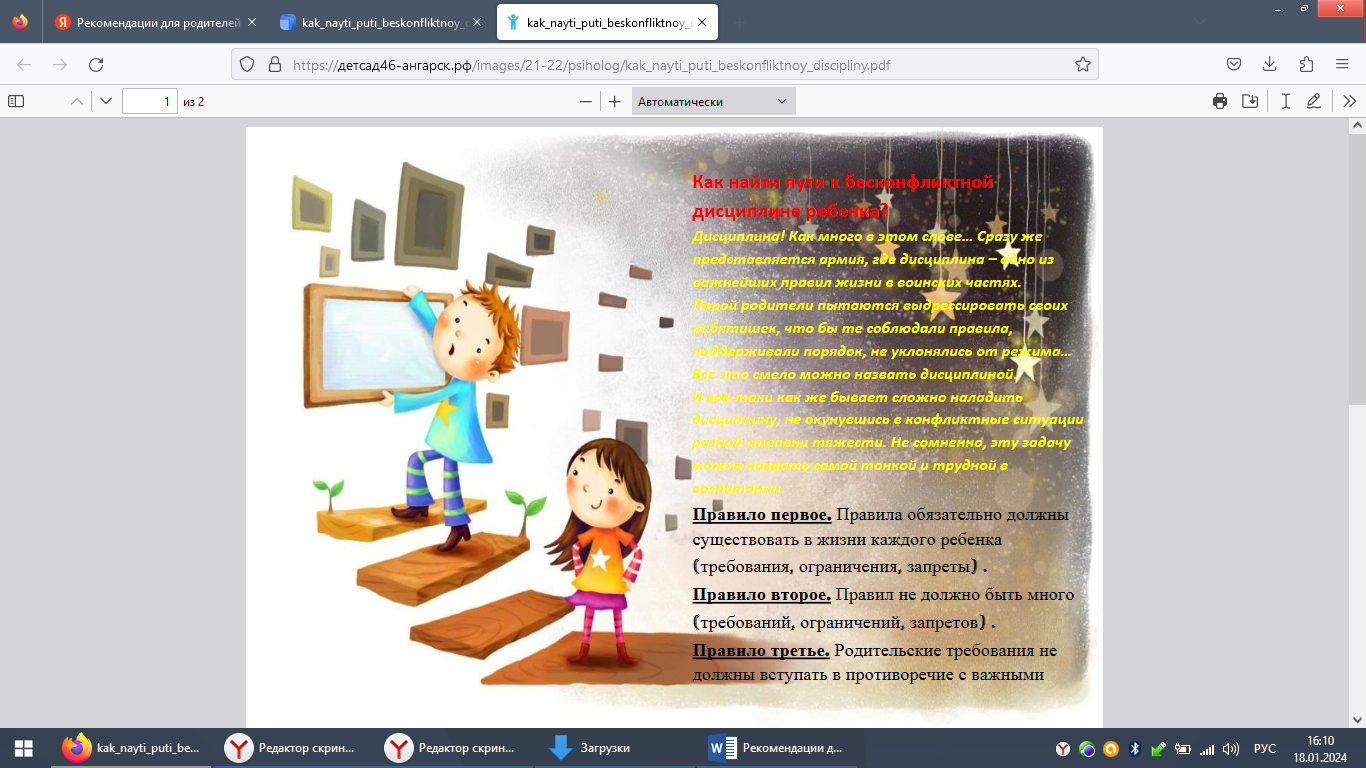 Рекомендации для родителей
kak_nayti_puti_beskonfliktnoy_
kak_nayti_puti_beskonfliktnoy_
https://детсад46-ангарск.рф/images/21-22/psiholog/kak_nayti_puti_beskonfliktnoy_discipliny.pdf
1 из 2
Автоматически
Как найти пути к бесконфликтной
дисциплине ребенка?
Дисциплина! Как много в этом слове... Сразу же
представляется армия, где дисциплина – одно из
важнейших правил жизни в воинских частях.
Порой родители пытаются выдрессировать своих
ребятишек, что бы те соблюдали правила,
поддерживали порядок, не уклонялись от режима...
Все это смело можно назвать дисциплиной.
И все-таки как же бывает сложно наладить
дисциплину, не окунувшись в конфликтные ситуации
разной степени тяжести. Не сомненно, эту задачу
можно назвать самой тонкой и трудной в
воспитании.
Правило первое. Правила обязательно должны
существовать в жизни каждого ребенка
(требования, ограничения, запреты) .
Правило второе. Правил не должно быть много
(требований, ограничений, запретов) .
Правило третье. Родительские требования не
должны вступать в противоречие с важными
kak_nayti_puti_be...
Редактор скрин...
Редактор скрин...
Загрузки
Рекомендации д...
РУС
16:10
18.01.2024